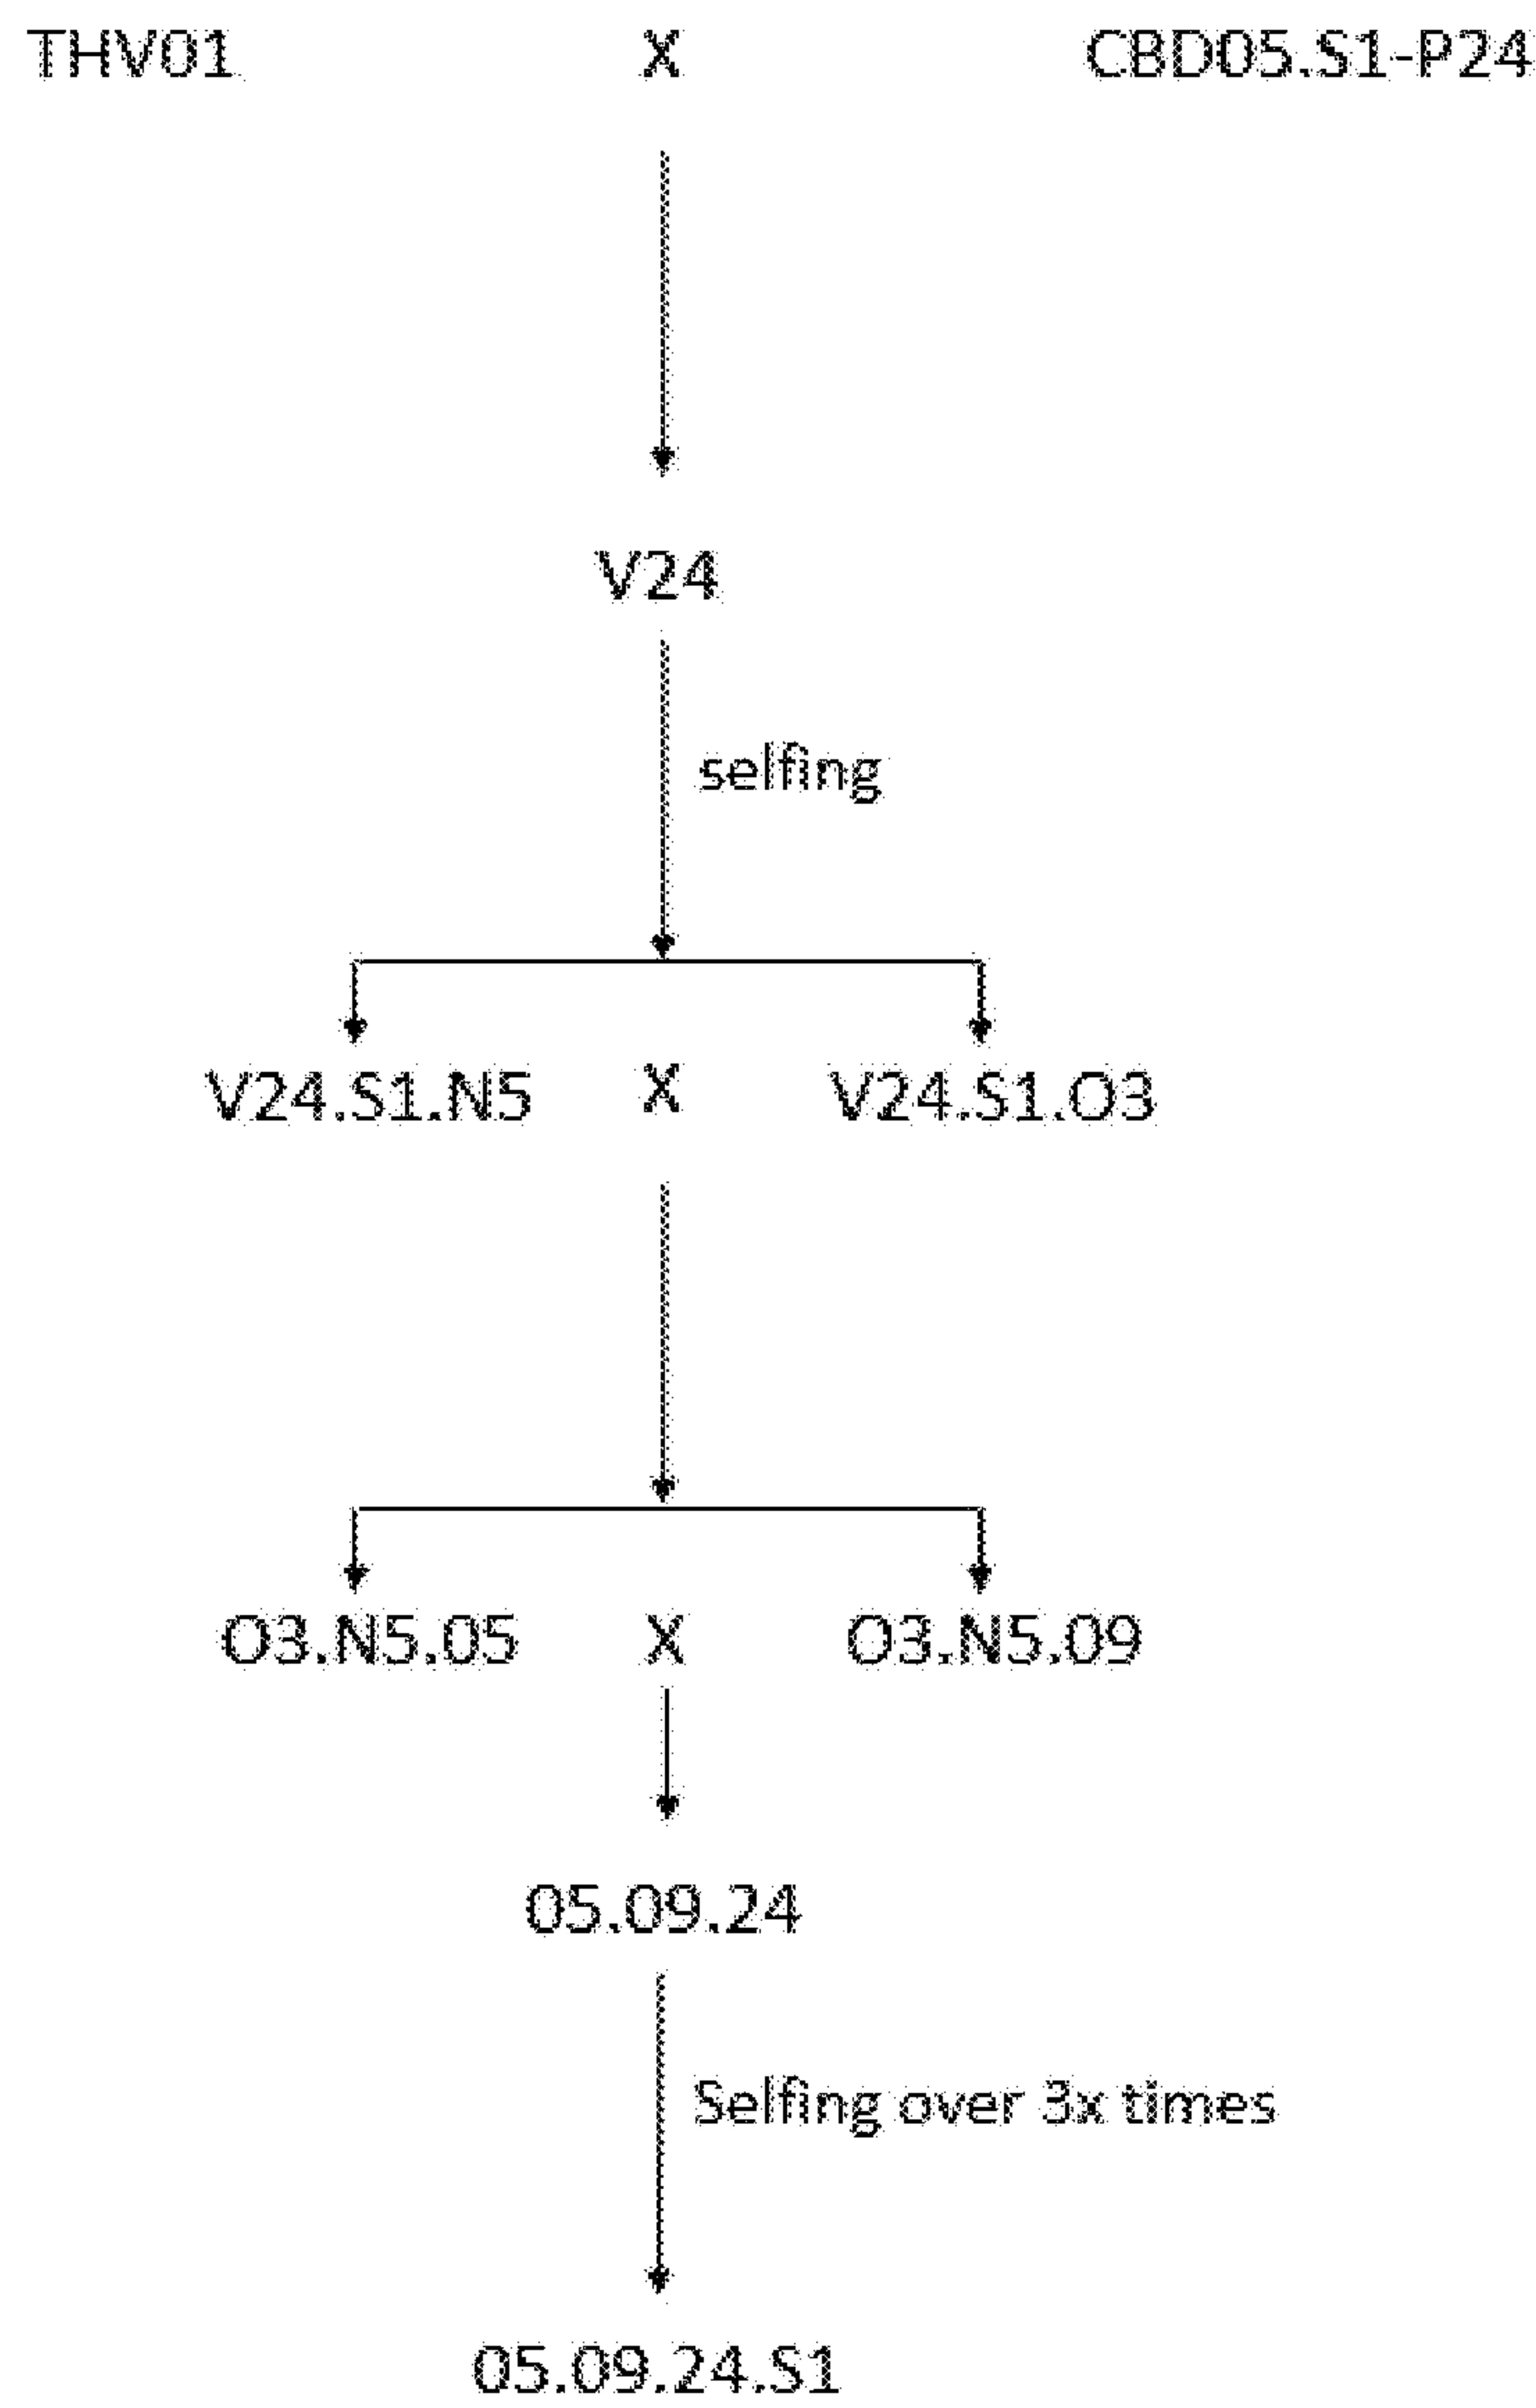 THV01 X CBD05.S1-P24
V24
selfing
V24.S1.N5 X V24.S1.O3
O3.N5.05 X O3.N5.09
05.09.24
Selfing over 3x times
05.09.24.S1